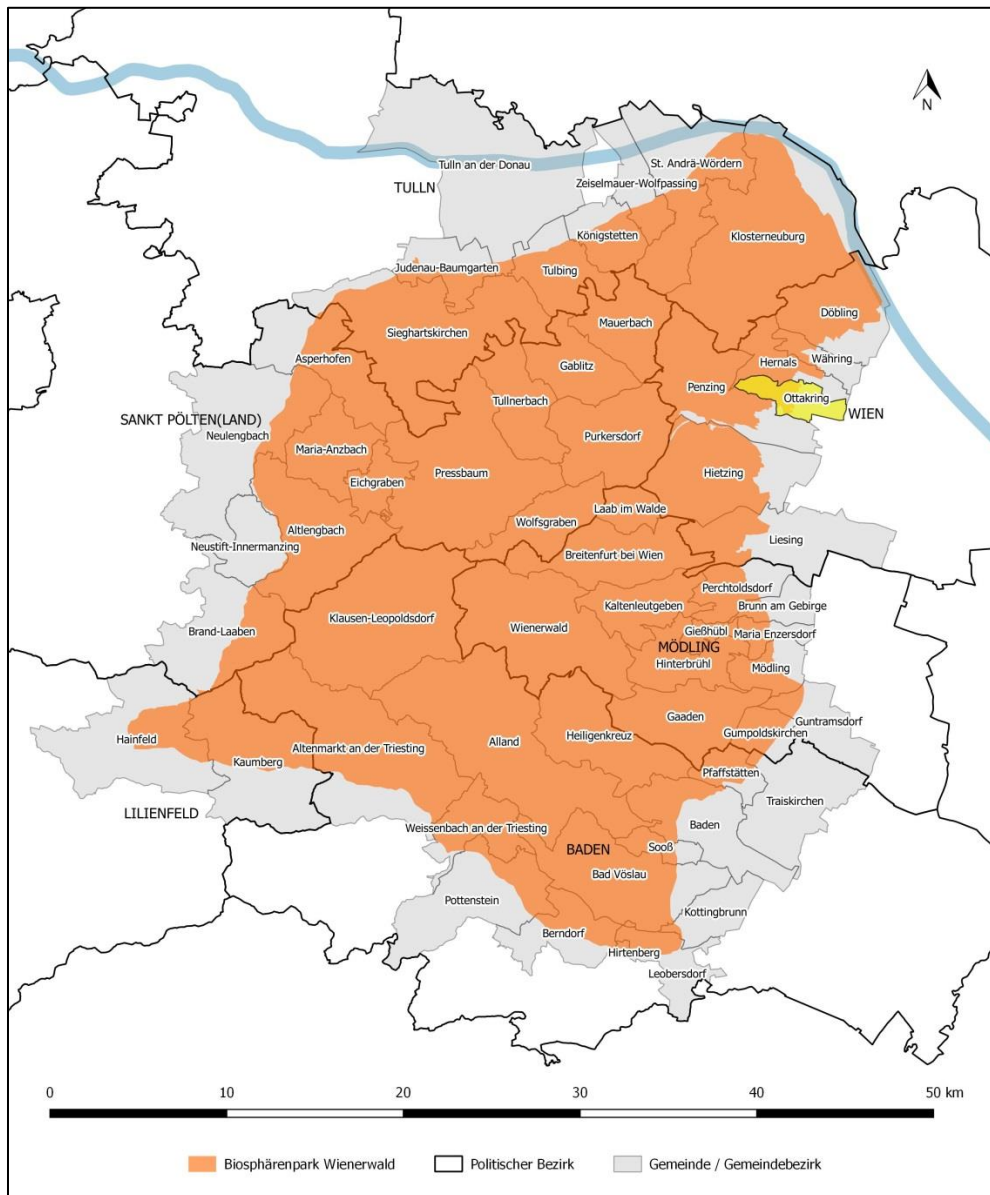 N
Tulln an der Donau
St. Andrä-Wördern
TULLN
Zeiselmauer-Wolfpassing
Königstetten
Klosterneuburg
Judenau-Baumgarten
Tulbing
Döbling
Mauerbach
Sieghartskirchen
Asperhofen
Gablitz
Hernals
Währing
Penzing
Tullnerbach
Ottakring
WIEN
SANKT PÖLTEN(LAND)
Neulengbach
Purkersdorf
Maria-Anzbach
Pressbaum
Hietzing
Eichgraben
Laab im Walde
Wolfsgraben
Altlengbach
Liesing
Neustift-Innermanzing
Breitenfurt bei Wien
Perchtoldsdorf
Kaltenleutgeben
Brunn am Gebirge
Klausen-Leopoldsdorf
Wienerwald
Gießhübl
Maria Enzersdorf
Brand-Laaben
MÖDLING
Hinterbrühl
Mödling
Gaaden
Guntramsdorf
Hainfeld
Altenmarkt an der Triesting
Alland
Heiligenkreuz
Gumpoldskirchen
Kaumberg
Pfaffstätten
Traiskirchen
LILIENFELD
Weissenbach an der Triesting
Baden
BADEN
Sooß
Bad Vöslau
Pottenstein
Kottingbrunn
Berndorf
Hirtenberg
Leobersdorf
0 10 20 30 40 50 km
Biosphärenpark Wienerwald Politischer Bezirk Gemeinde / Gemeindebezirk